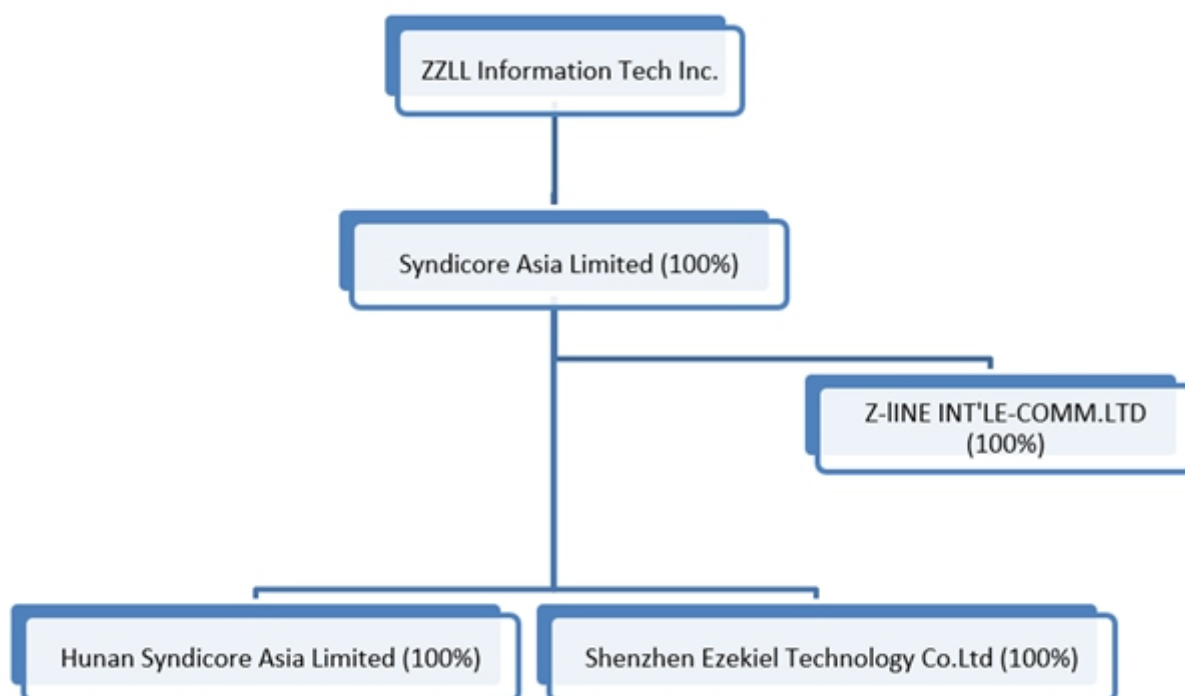 ZZLL Information Tech Inc.
Syndicore Asia Limited (100%)
Z-lINE INT'LE-COMM.LTD
(100%)
Hunan Syndicore Asia Limited (100%)
Shenzhen Ezekiel Technology Co.Ltd (100%)